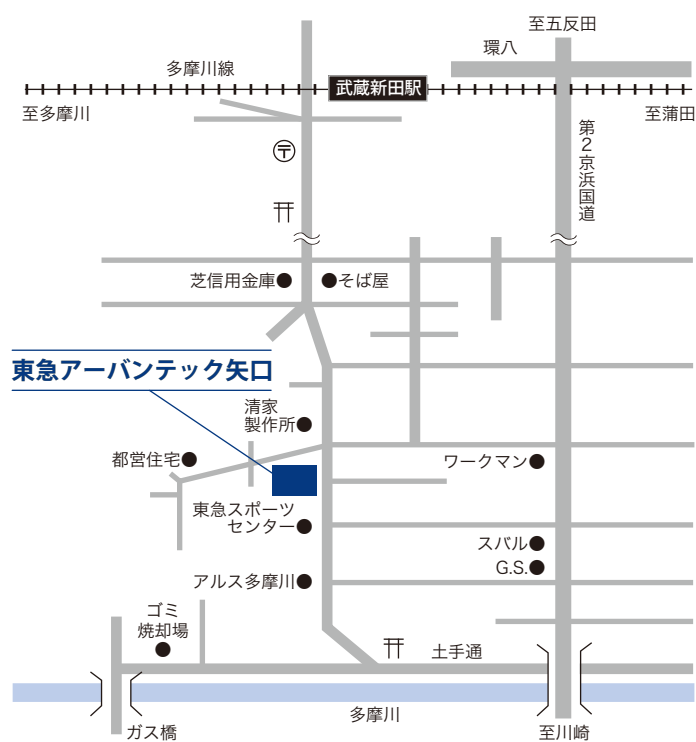 至五反田
環八
多摩川線
武蔵新田駅
至多摩川
至蒲田
第2京浜国道
〒
芝信用金庫
そば屋
東急アーバンテック矢口
清家
製作所
都営住宅
ワークマン
東急スポーツ
センター
スバル
G.S.
アルス多摩川
ゴミ
焼却場
土手通
多摩川
ガス橋
至川崎